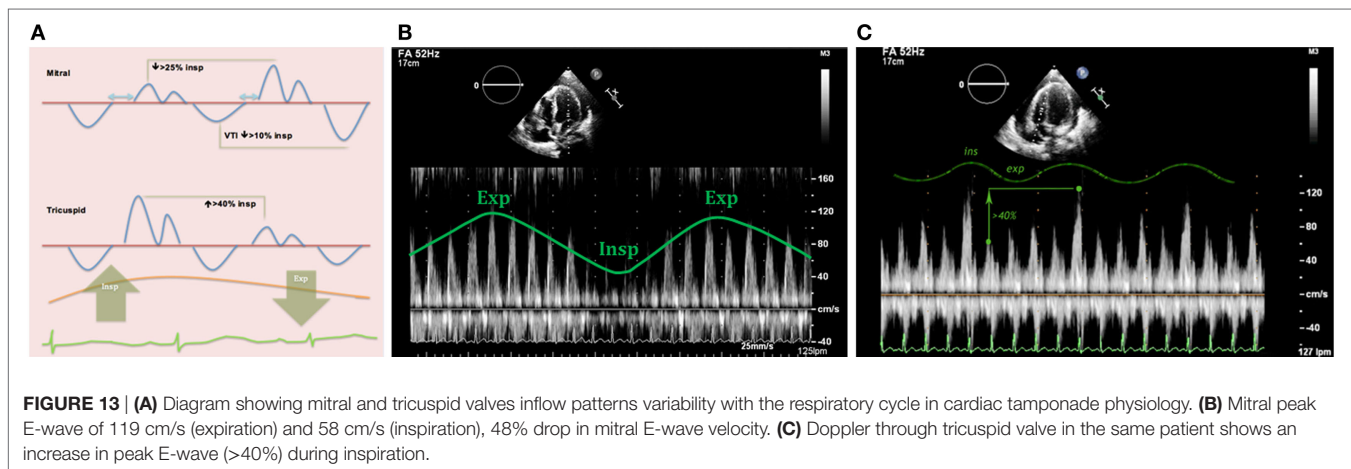 A
Mitral
↓>25% insp
VTI ↓>10% insp
Tricuspid
↑>40% insp
Insp
Exp
B
FA 52Hz
17cm
M3
0
P
160
Exp
Exp
120
Insp
80
40
cm/s
-40
25mm/s
125lpm
C
FA 52Hz
17cm
M3
0
P
ins
exp
120
>40%
80
40
cm/s
-40
127 lpm
FIGURE 13 | (A) Diagram showing mitral and tricuspid valves inflow patterns variability with the respiratory cycle in cardiac tamponade physiology. (B) Mitral peak
E-wave of 119 cm/s (expiration) and 58 cm/s (inspiration), 48% drop in mitral E-wave velocity. (C) Doppler through tricuspid valve in the same patient shows an
increase in peak E-wave (>40%) during inspiration.